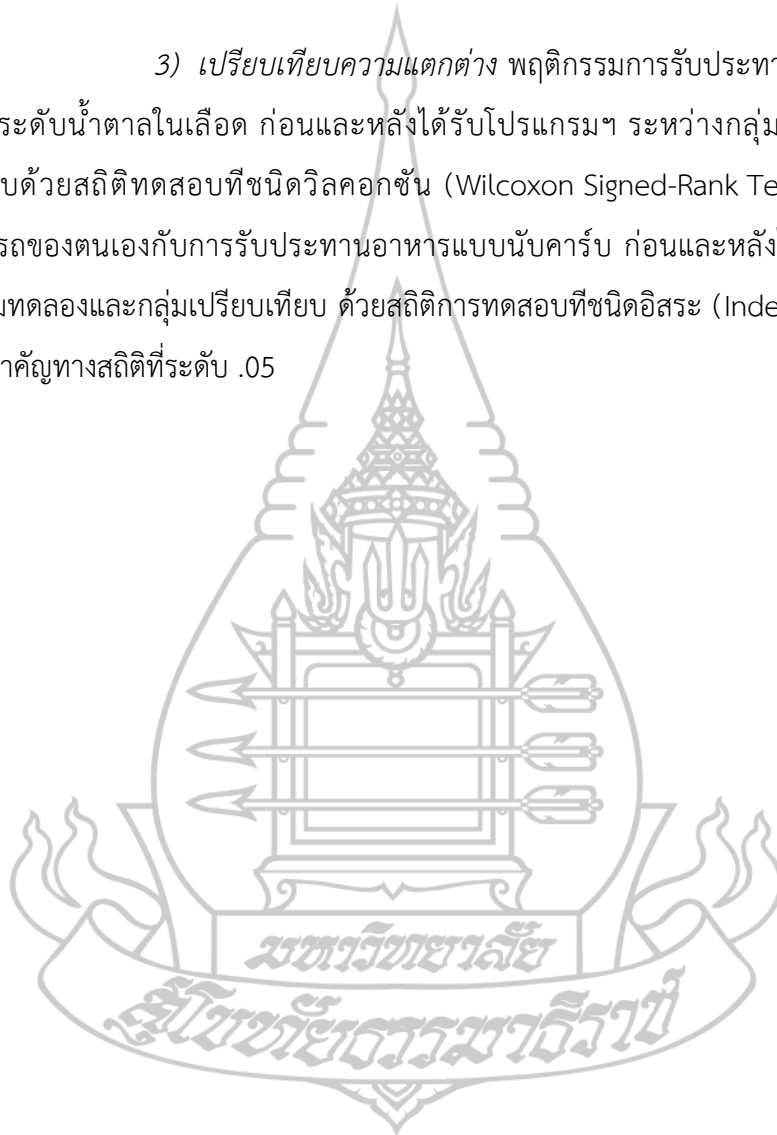 3) เปรียบเทียบความแตกต่าง พฤติกรรมการรับประทา
ระดับน้ำตาลในเลือด ก่อนและหลังได้รับโปรแกรมฯ ระหว่างกลุ่ม
บด้วยสถิติทดสอบทีชนิดวิลคอกซัน (Wilcoxon Signed-Rank Te
รถของตนเองกับการรับประทานอาหารแบบนับคาร์บ ก่อนและหลังไ
มทดลองและกลุ่มเปรียบเทียบ ด้วยสถิติการทดสอบทีชนิดอิสระ (Inde
ำคัญทางสถิติที่ระดับ .05
มหาวิทยาลัย
สุโขทัยธรรมาธิราช